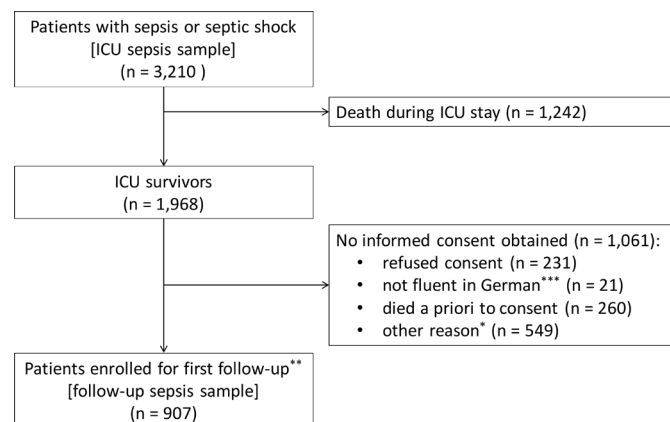 Patients with sepsis or septic shock
[ICU sepsis sample]
(n = 3,210 )
Death during ICU stay (n = 1,242)
ICU survivors
(n = 1,968)
No informed consent obtained (n = 1,061):
• refused consent (n = 231)
• not fluent in German*** (n = 21)
• died a priori to consent (n = 260)
• other reason* (n = 549)
Patients enrolled for first follow-up**
[follow-up sepsis sample]
(n = 907)